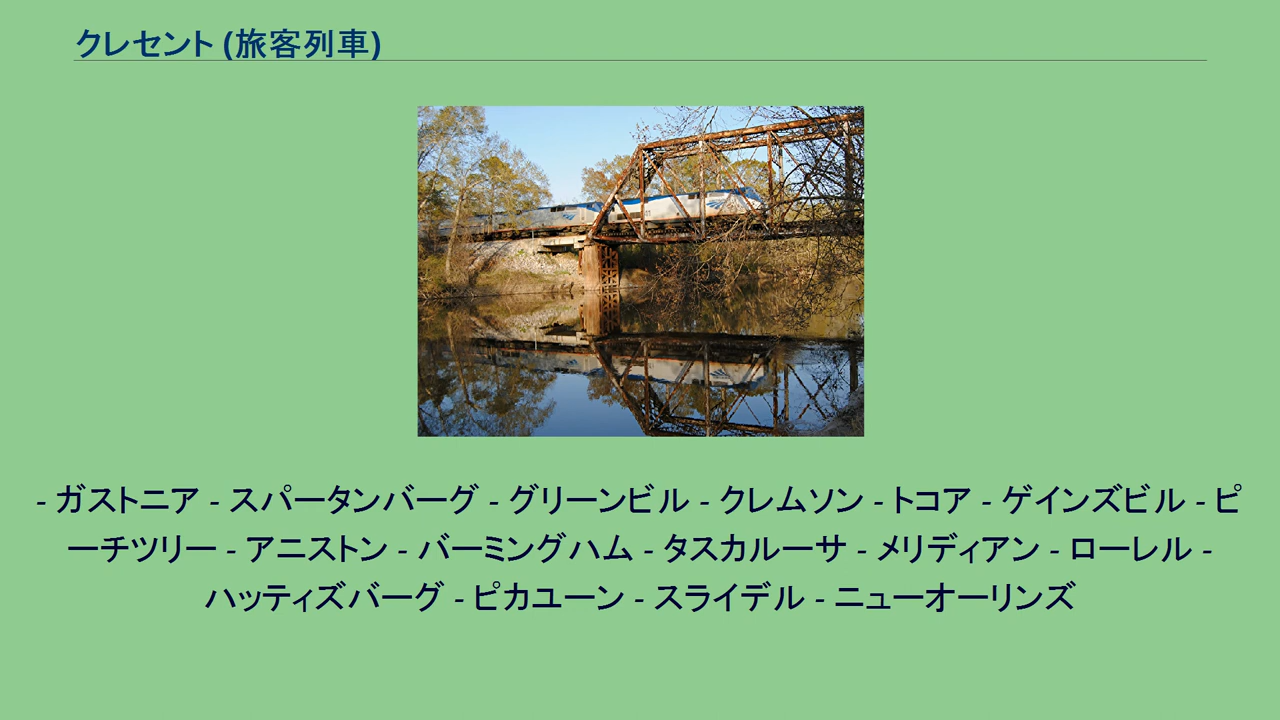 クレセント (旅客列車)
- ガストニア - スパータンバーグ - グリーンビル - クレムソン - トコア - ゲインズビル - ピ
ーチツリー - アニストン - バーミングハム - タスカルーサ - メリディアン - ローレル -
ハッティズバーグ - ピカユーン - スライデル - ニューオーリンズ